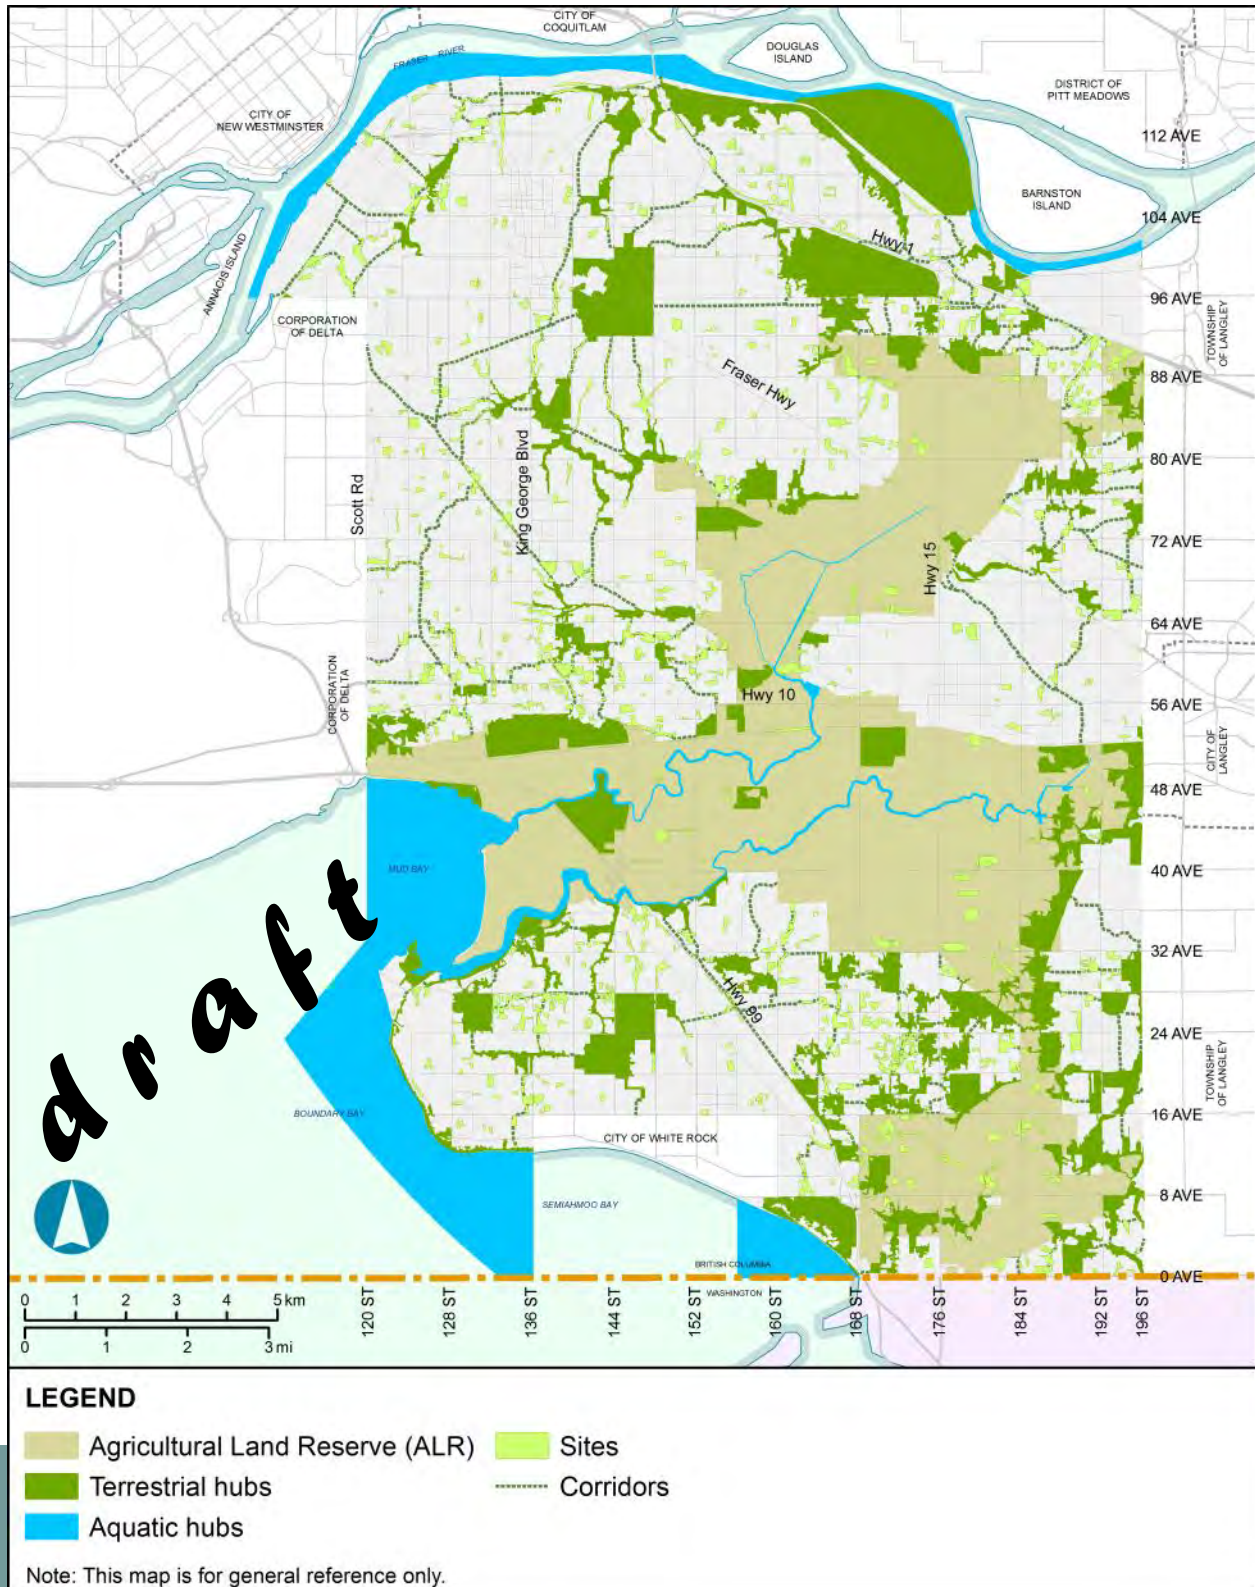 CITY OF
COQUITLAM
FRASER RIVER
DOUGLAS
ISLAND
DISTRICT OF
PITT MEADOWS
CITY OF
NEW WESTMINSTER
112 AVE
BARNSTON
ISLAND
104 AVE
Hwy 1
ANNACIS ISLAND
96 AVE
CORPORATION
OF DELTA
TOWNSHIP
OF LANGLEY
Fraser Hwy
88 AVE
King George Blvd
80 AVE
Scott Rd
72 AVE
Hwy 15
64 AVE
CORPORATION
OF DELTA
Hwy 10
56 AVE
CITY OF
LANGLEY
48 AVE
MUD BAY
40 AVE
draft
32 AVE
Hwy 99
24 AVE
TOWNSHIP
OF LANGLEY
BOUNDARY BAY
16 AVE
CITY OF WHITE ROCK
SEMIAHMOO BAY
8 AVE
BRITISH COLUMBIA
0 AVE
WASHINGTON
0 1 2 3 4 5 km
0 1 2 3 mi
120 ST
128 ST
136 ST
144 ST
152 ST
160 ST
168 ST
176 ST
184 ST
192 ST
196 ST
LEGEND
Agricultural Land Reserve (ALR)
Sites
Terrestrial hubs
Corridors
Aquatic hubs
Note: This map is for general reference only.